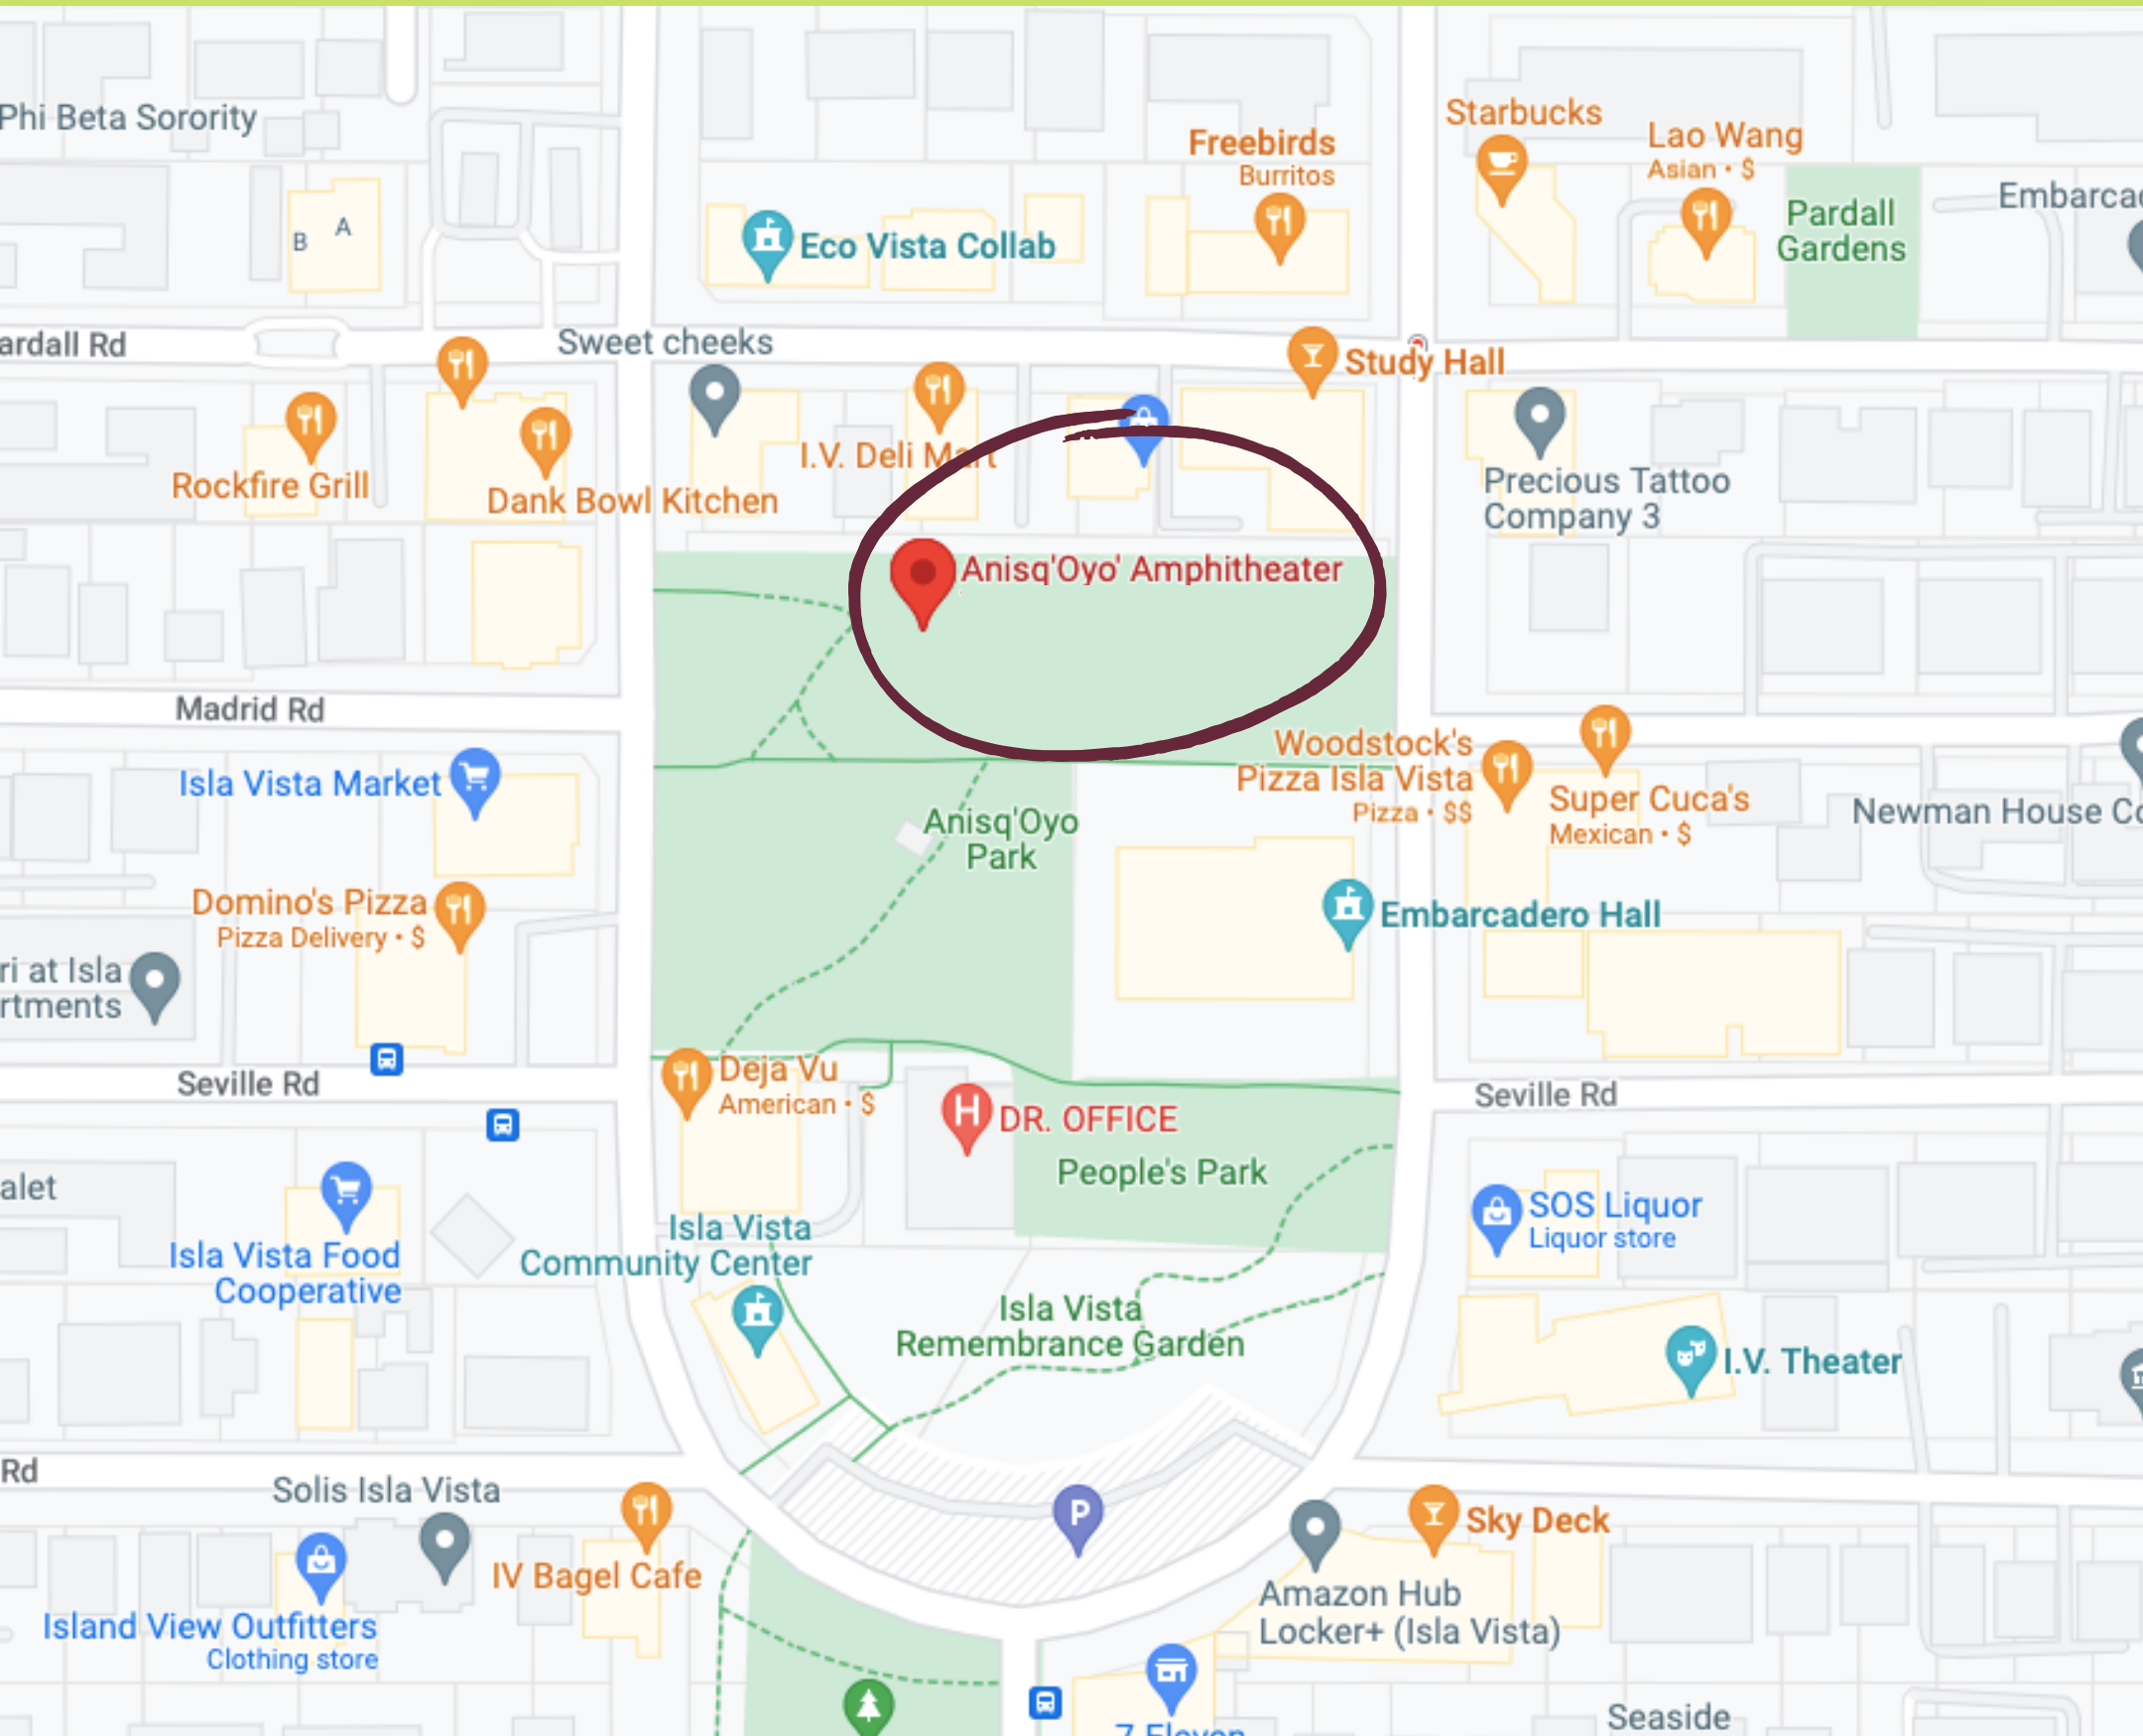 Phi Beta Sorority
Starbucks
Lao Wang
Asian • $
Freebirds
Burritos
Embarcad
Pardall
Gardens
B
A
Eco Vista Collab
ardall Rd
Sweet cheeks
Study Hall
I.V. Deli Mart
Rockfire Grill
Dank Bowl Kitchen
Precious Tattoo
Company 3
Anisq'Oyo' Amphitheater
Madrid Rd
Woodstock's
Pizza Isla Vista
Pizza • $$
Isla Vista Market
Super Cuca's
Mexican • $
Newman House Co
Anisq'Oyo
Park
Domino's Pizza
Pizza Delivery • $
Embarcadero Hall
ri at Isla
rtments
Deja Vu
American • $
Seville Rd
Seville Rd
H
DR. OFFICE
People's Park
alet
SOS Liquor
Liquor store
Isla Vista
Community Center
Isla Vista Food
Cooperative
Isla Vista
Remembrance Garden
I.V. Theater
Rd
Solis Isla Vista
P
Sky Deck
IV Bagel Cafe
Amazon Hub
Locker+ (Isla Vista)
Island View Outfitters
Clothing store
7-Eleven
Seaside